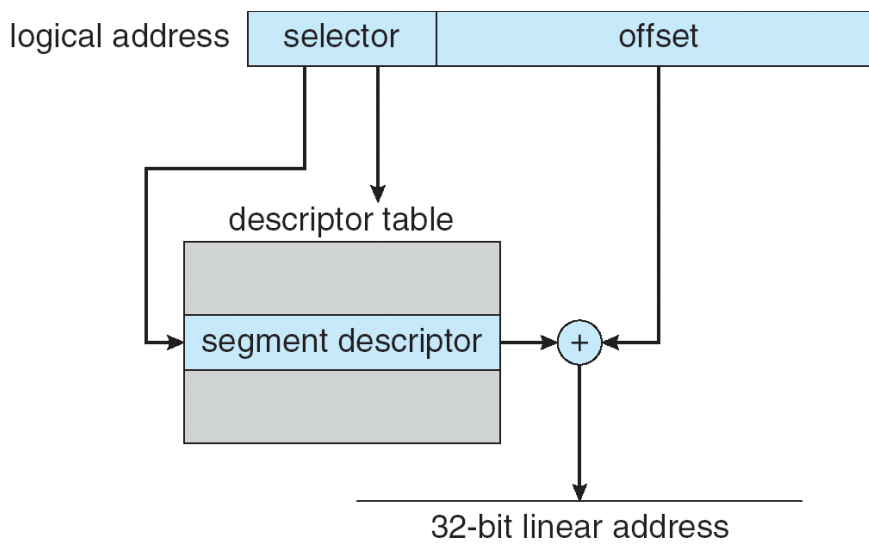 logical address
selector
offset
descriptor table
segment descriptor
+
32-bit linear address